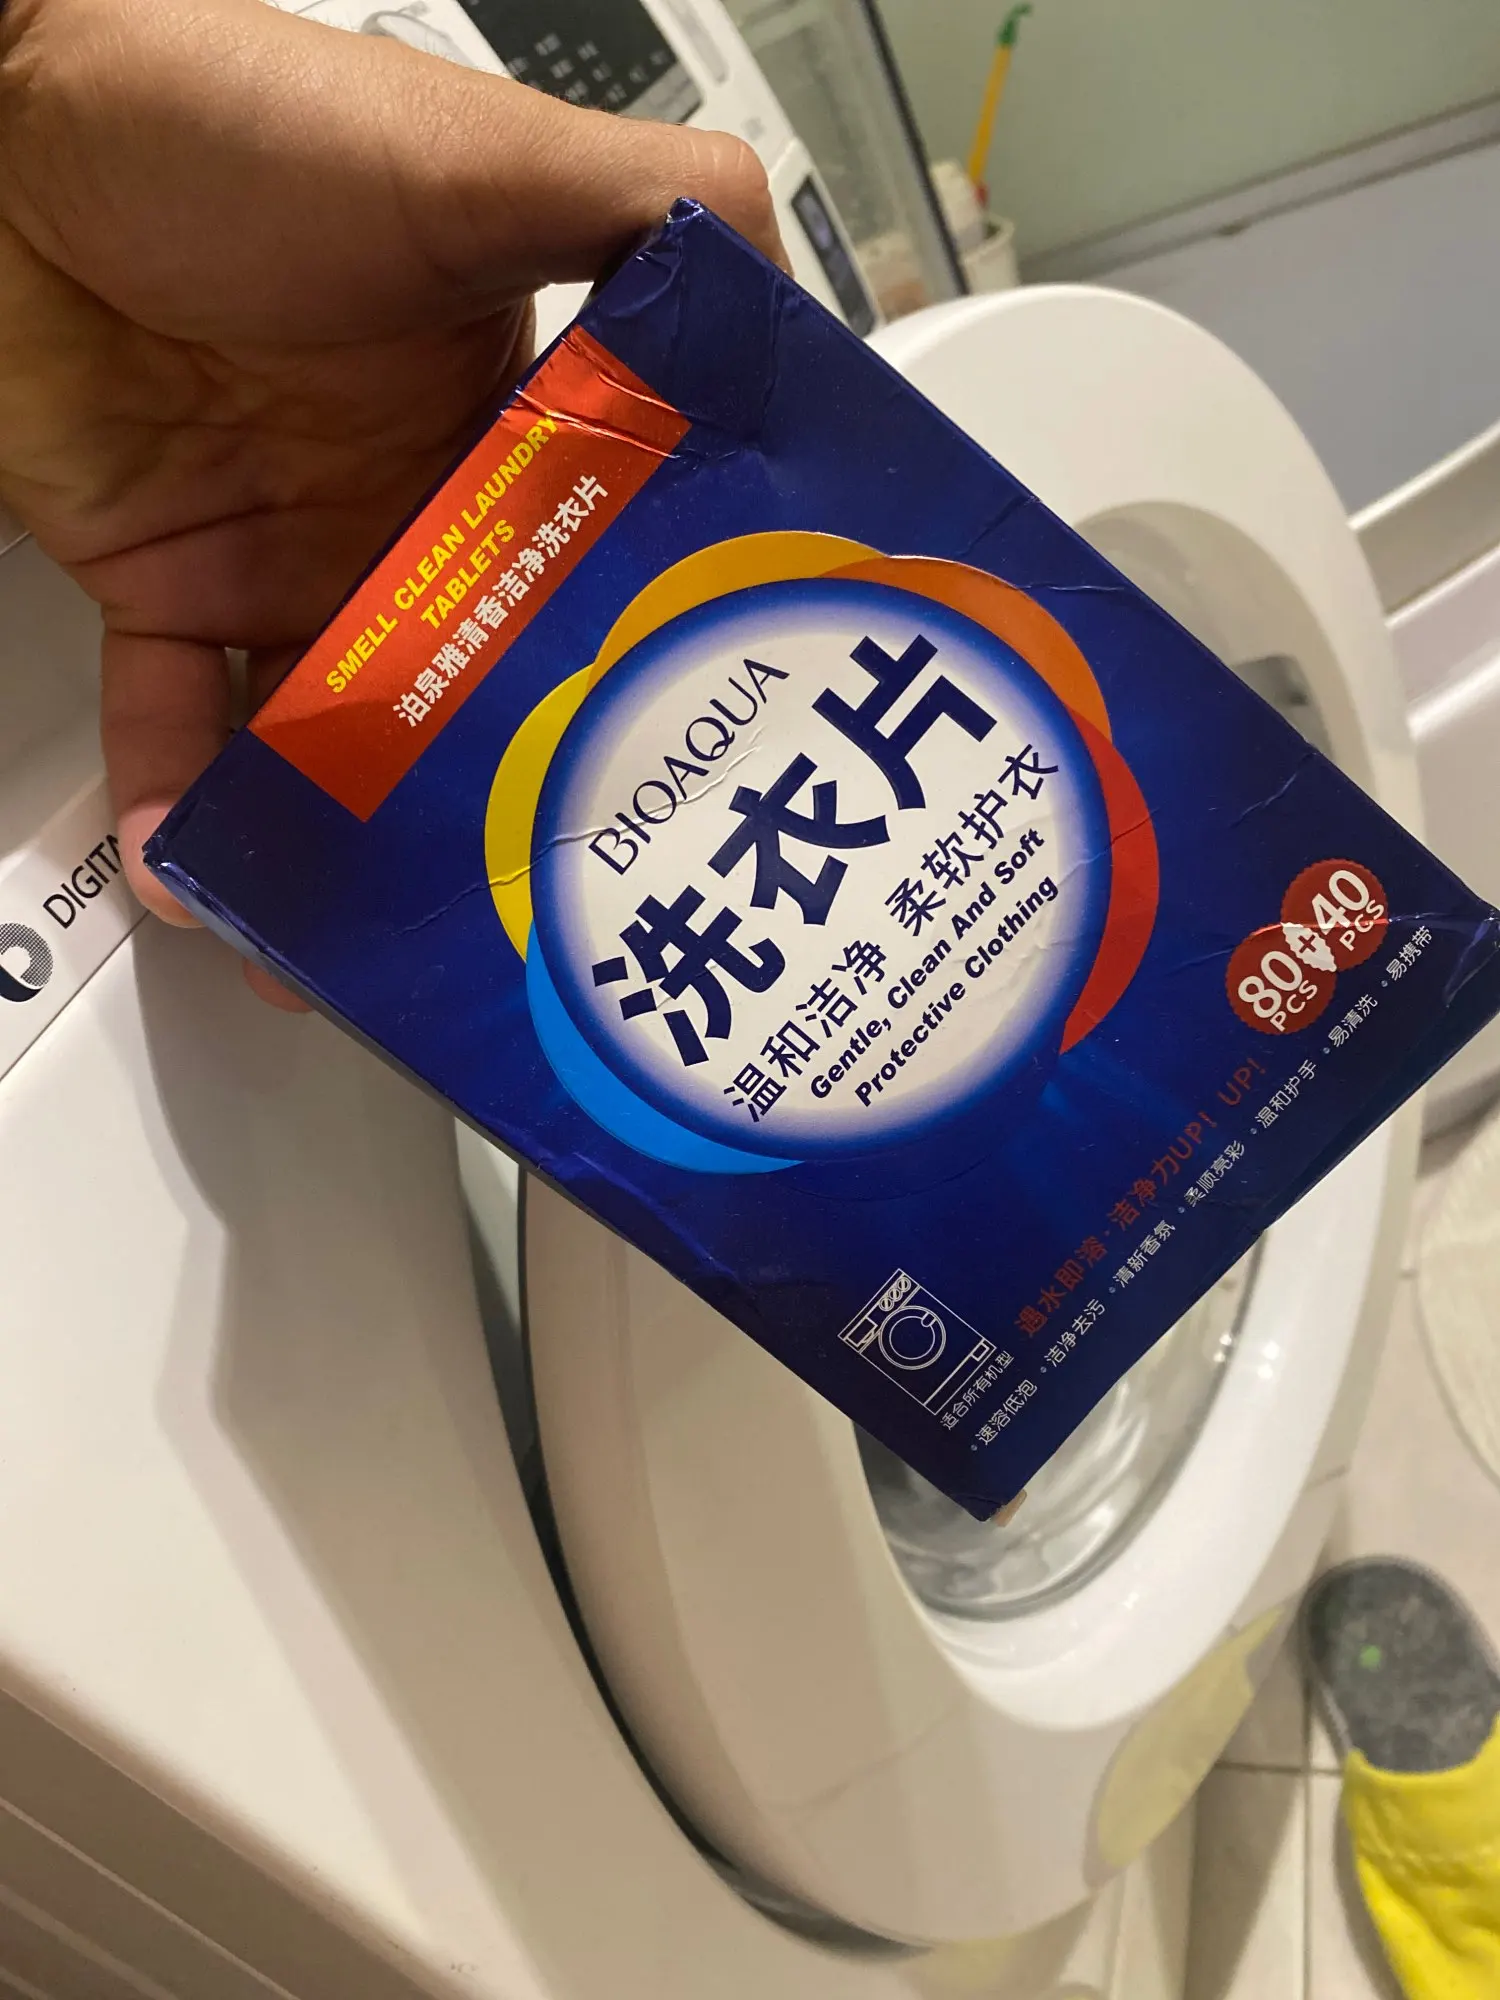 SMELL CLEAN LAUNDRY
TABLETS
泊泉雅清香洁净洗衣片
BIOAQUA
洗衣片
温和洁净 柔软护衣
Gentle, Clean And Soft
Protective Clothing
80+40
PCS PCS
遇水即溶·洁净力UP! UP!
适合所有机型
•速溶低泡 •洁净去污 •清新香氛 •柔顺亮彩 •温和护手 •易清洗 •易携带